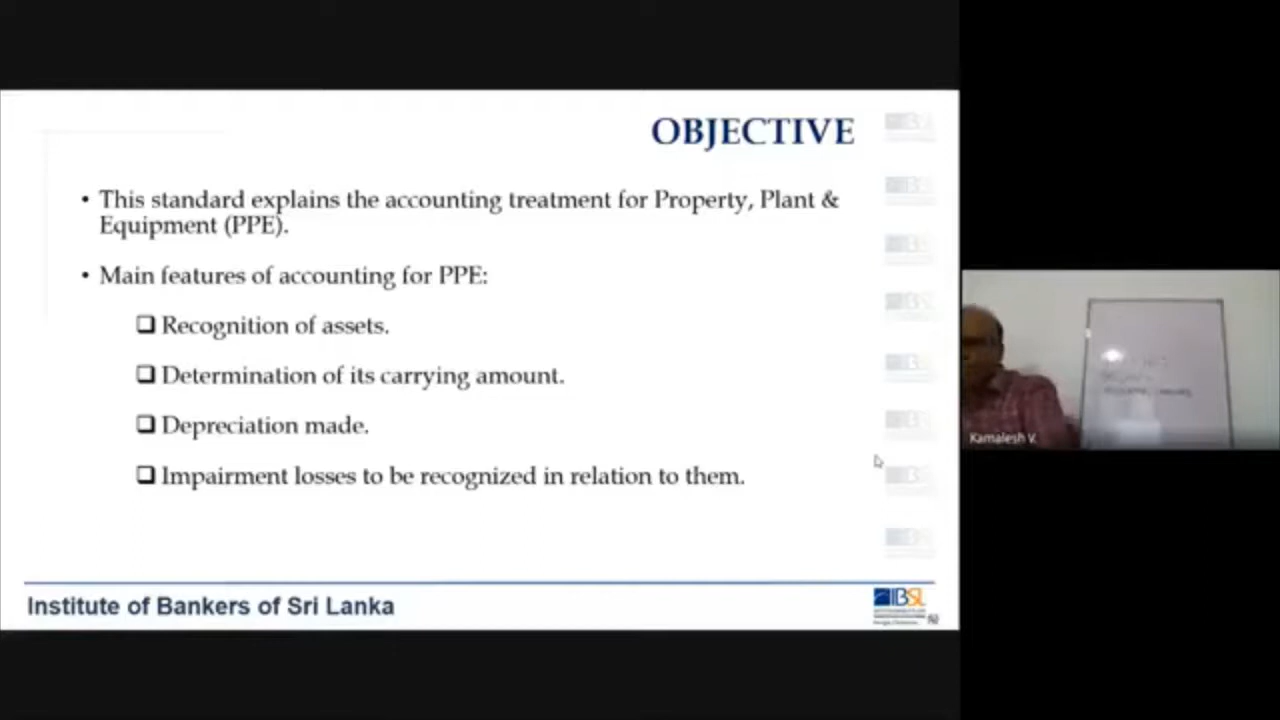 OBJECTIVE
• This standard explains the accounting treatment for Property, Plant &
Equipment (PPE).
• Main features of accounting for PPE:
❑ Recognition of assets.
❑ Determination of its carrying amount.
❑ Depreciation made.
❑ Impairment losses to be recognized in relation to them.
Institute of Bankers of Sri Lanka
IBSL
Kamalesh V.